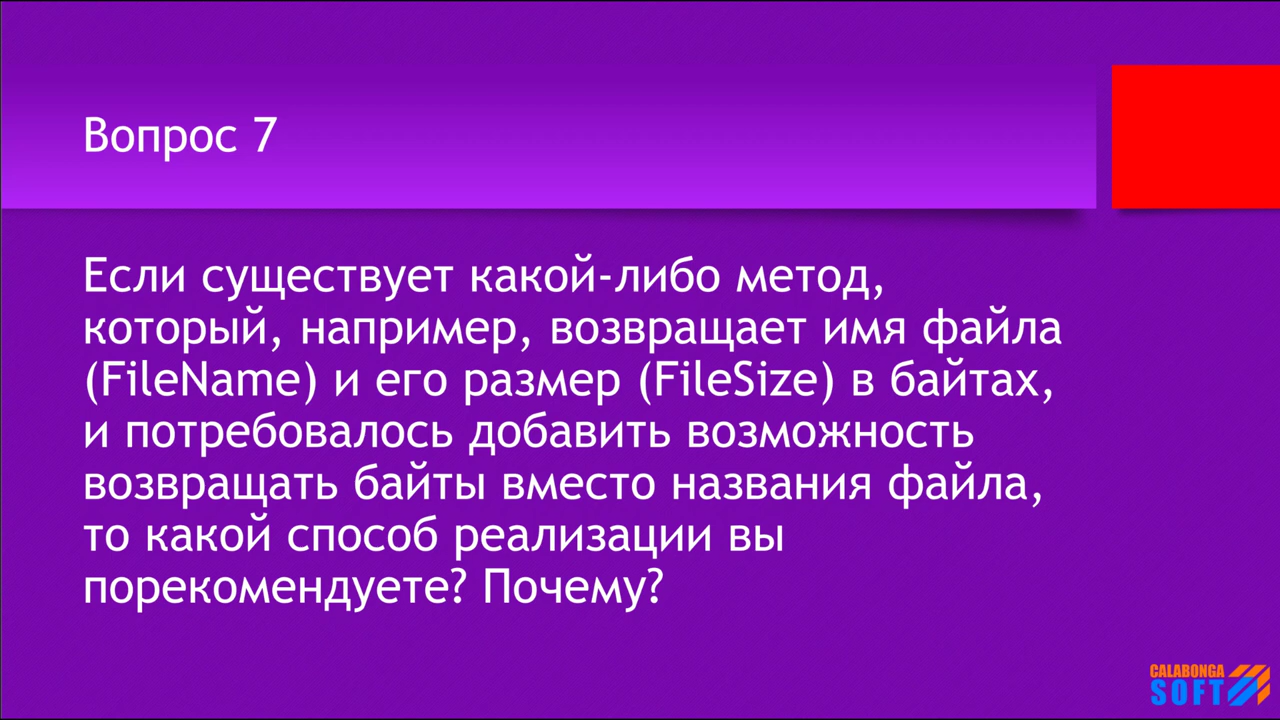 Вопрос 7
Если существует какой-либо метод,
который, например, возвращает имя файла
(FileName) и его размер (FileSize) в байтах,
и потребовалось добавить возможность
возвращать байты вместо названия файла,
то какой способ реализации вы
порекомендуете? Почему?
CALABONGA
SOFT